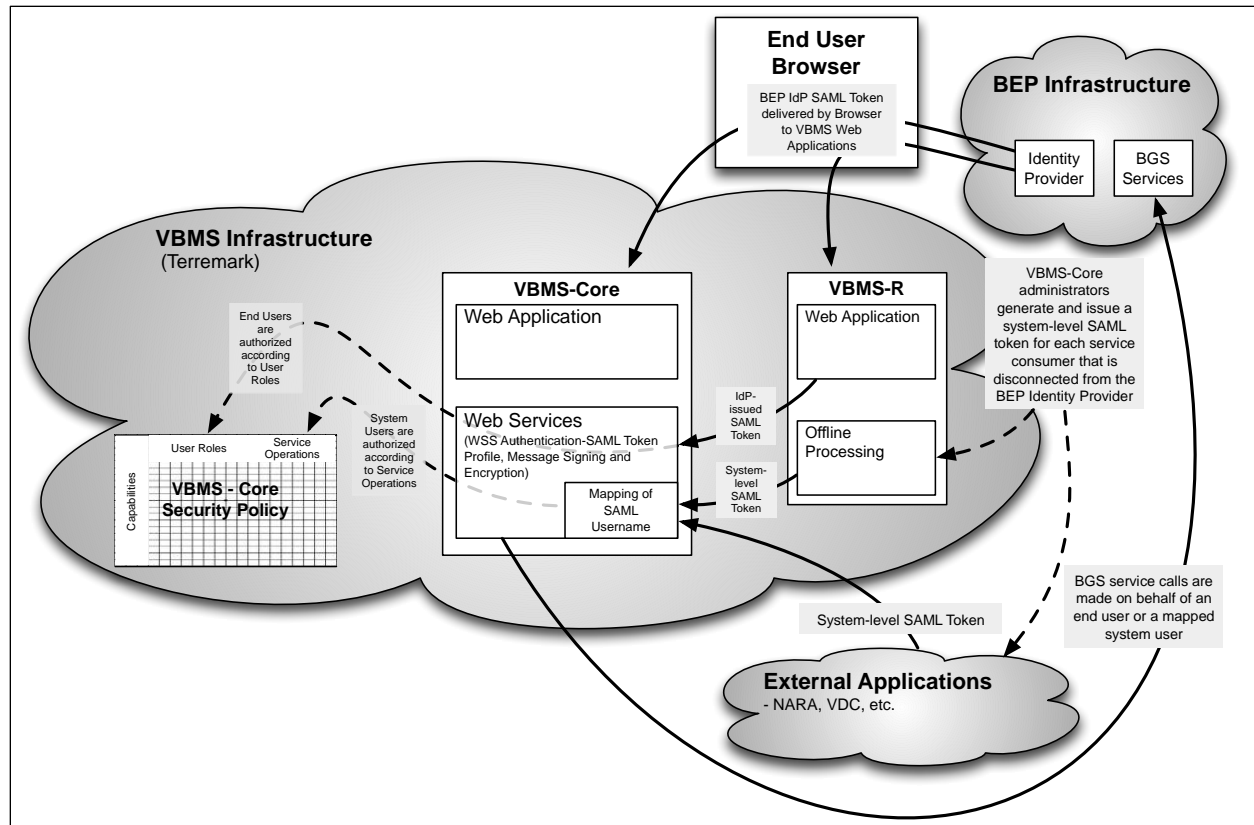 End User
Browser
BEP IdP SAML Token
delivered by Browser
to VBMS Web
Applications
BEP Infrastructure
Identity
Provider
BGS
Services
VBMS Infrastructure
(Terremark)
End Users
are
authorized
according
to User
Roles
System
Users are
authorized
according
to Service
Operations
User Roles
Service
Operations
Capabilities
VBMS - Core
Security Policy
VBMS-Core
Web Application
Web Services
(WSS Authentication-SAML Token
Profile, Message Signing and
Encryption)
Mapping of
SAML
Username
IdP-
issued
SAML
Token
System-
level
SAML
Token
VBMS-R
Web Application
Offline
Processing
VBMS-Core
administrators
generate and issue a
system-level SAML
token for each service
consumer that is
disconnected from the
BEP Identity Provider
System-level SAML Token
BGS service calls are
made on behalf of an
end user or a mapped
system user
External Applications
- NARA, VDC, etc.